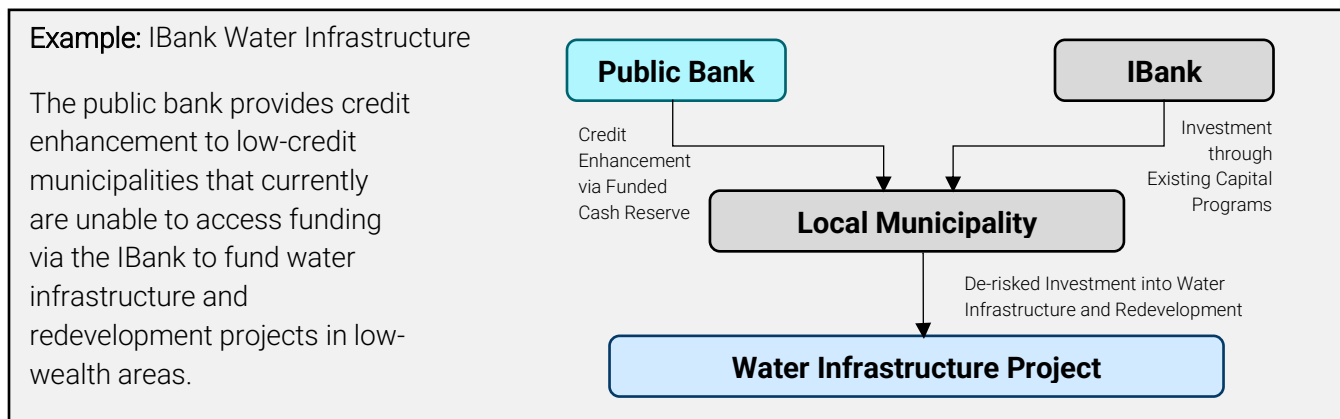 Example: IBank Water Infrastructure
The public bank provides credit
enhancement to low-credit
municipalities that currently
are unable to access funding
via the IBank to fund water
infrastructure and
redevelopment projects in low-
wealth areas.
Public Bank
IBank
Credit
Enhancement
via Funded
Cash Reserve
Investment
through
Existing Capital
Programs
Local Municipality
De-risked Investment into Water
Infrastructure and Redevelopment
Water Infrastructure Project